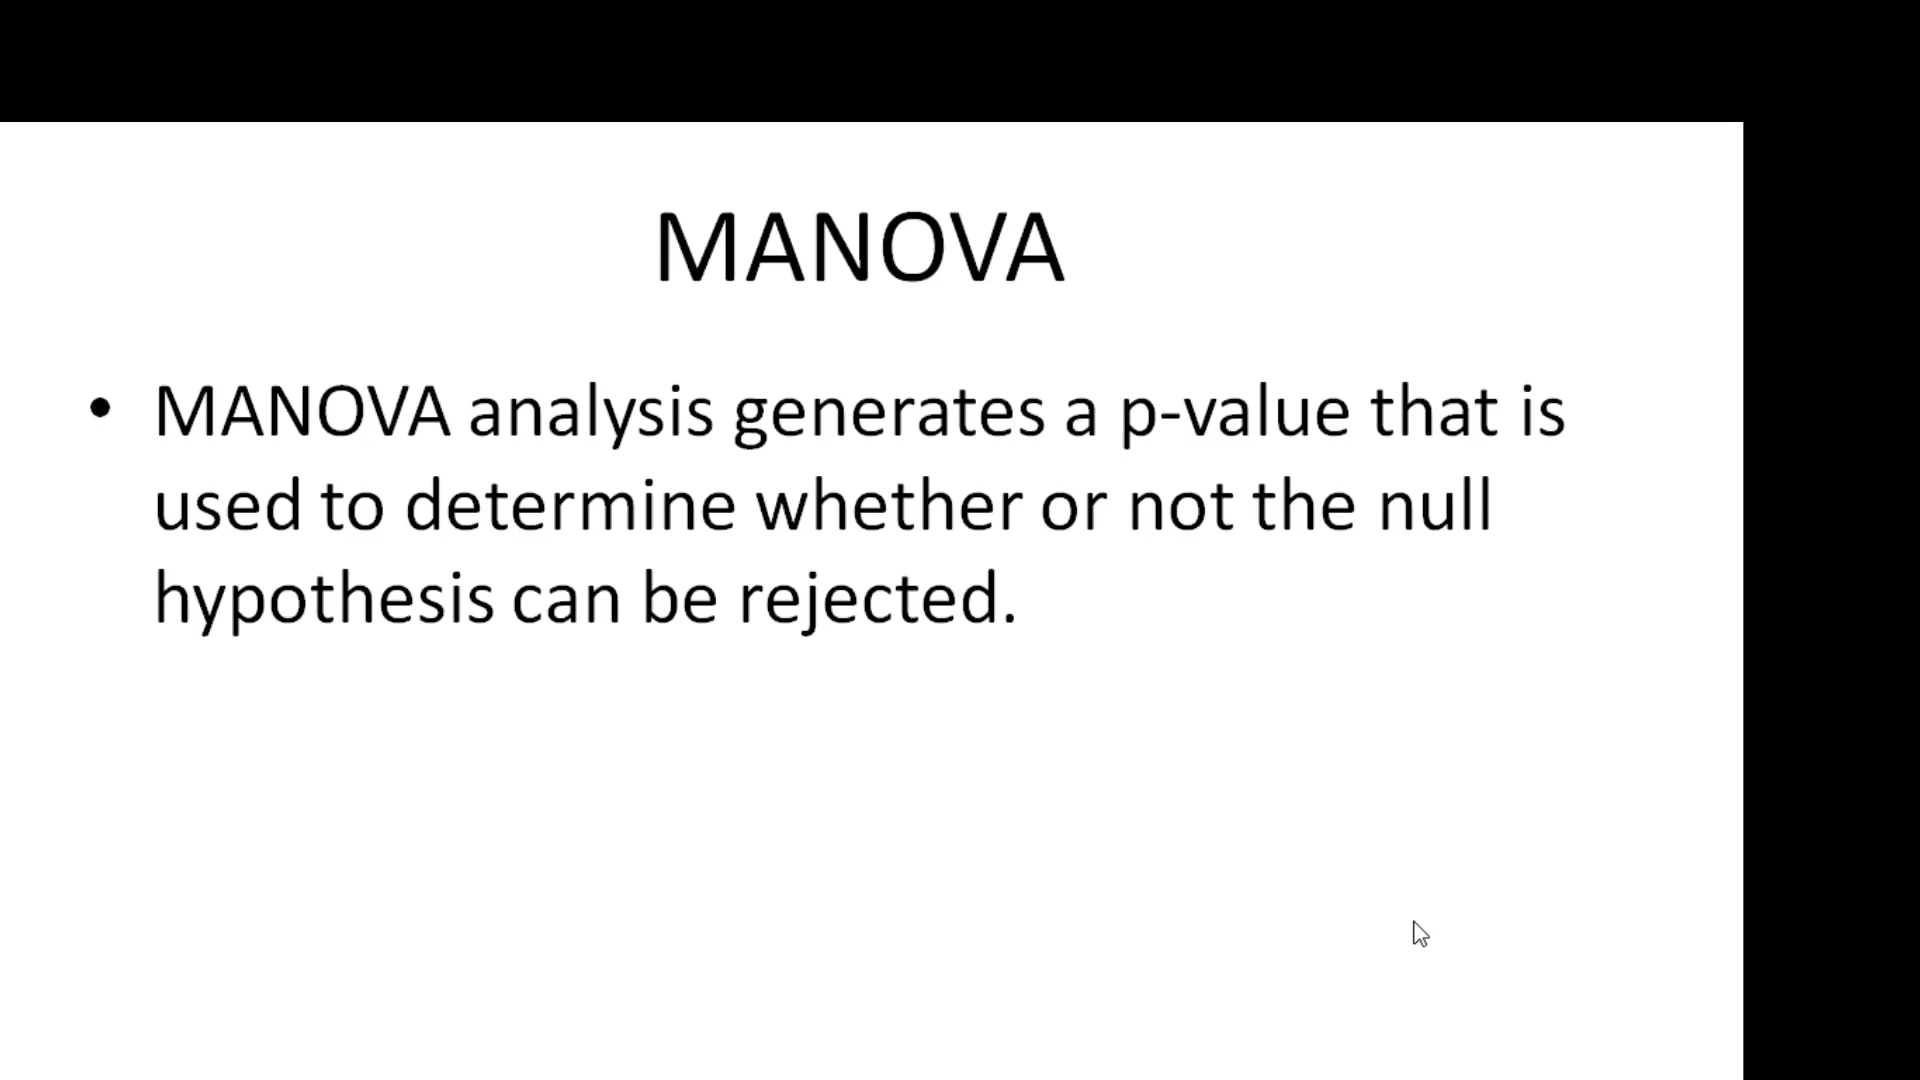 MANOVA
• MANOVA analysis generates a p-value that is
used to determine whether or not the null
hypothesis can be rejected.